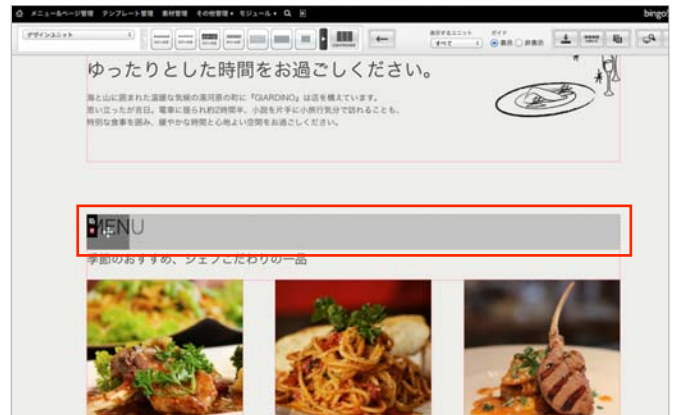 メニュー&ページ管理 テンプレート管理 素材管理 その他管理 モジュール bingo!
デザインユニット
表示するユニット ガイド
すべて 表示 非表示
ゆったりとした時間をお過ごしください。
海と山に囲まれた温暖な気候の湯河原の町に「GIARDINO」は店を構えています。
思い立ったが吉日。電車に揺られ約2時間半、小説を片手に小旅行気分で訪れることも、
特別な食事を囲み、緩やかな時間と心地よい空間をお過ごしください。
MENU
季節のおすすめ、シェフこだわりの一品